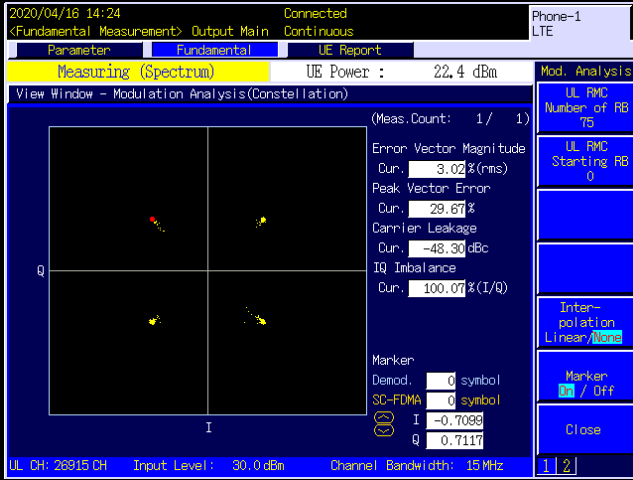 2020/04/16 14:24 Connected Phone-1
<Fundamental Measurement> Output Main Continuous LTE
Parameter Fundamental UE Report
Measuring (Spectrum) UE Power : 22.4 dBm Mod. Analysis
View Window - Modulation Analysis(Constellation)
UL RMC
Number of RB
75
(Meas.Count: 1/ 1)
Error Vector Magnitude
Cur. 3.02 %(rms)
Peak Vector Error
Cur. 29.67 %
Carrier Leakage
Cur. -48.30 dBc
IQ Imbalance
Cur. 100.07 %(I/Q)
UL RMC
Starting RB
0
Q
I
Inter-
polation
Linear/None
Marker
Demod. 0 symbol
SC-FDMA 0 symbol
I -0.7099
Q 0.7117
Marker
On / Off
Close
UL CH: 26915 CH Input Level: 30.0 dBm Channel Bandwidth: 15 MHz
1 2